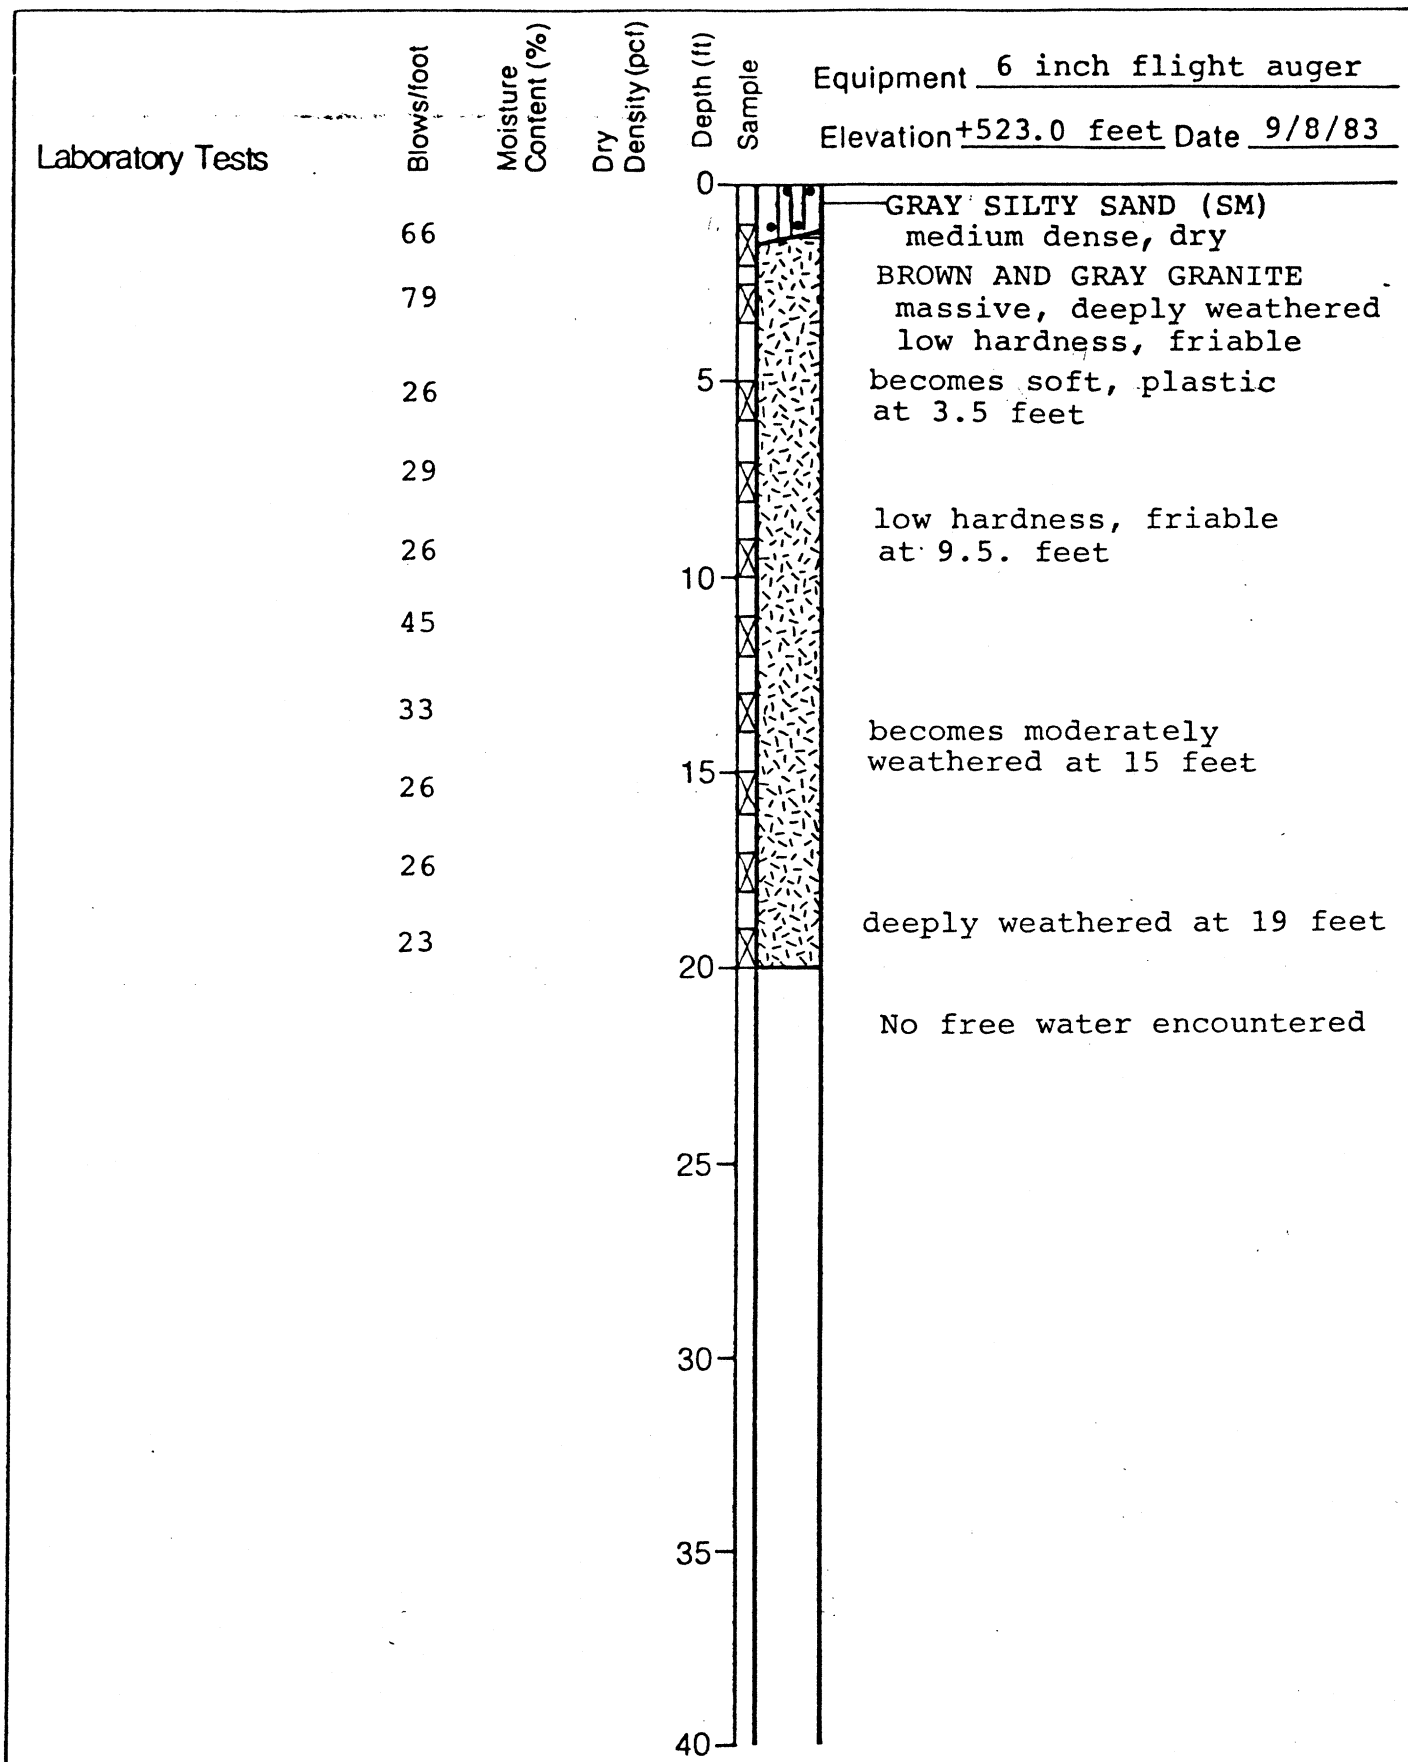 Laboratory Tests
Blows/foot
Moisture
Content (%)
Dry
Density (pcf)
Depth (ft)
Sample
Equipment 6 inch flight auger
Elevation +523.0 feet Date 9/8/83
0
GRAY SILTY SAND (SM)
medium dense, dry
66
BROWN AND GRAY GRANITE
massive, deeply weathered
low hardness, friable
79
5
becomes soft, plastic
at 3.5 feet
26
29
low hardness, friable
at 9.5. feet
26
10
45
33
becomes moderately
weathered at 15 feet
15
26
26
deeply weathered at 19 feet
23
20
No free water encountered
25
30
35
40